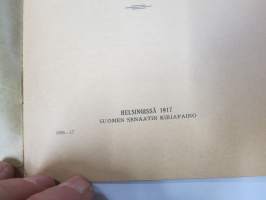 HELSINGISSÄ 1917
SUOMEN SENAATIN KIRJAPAINO